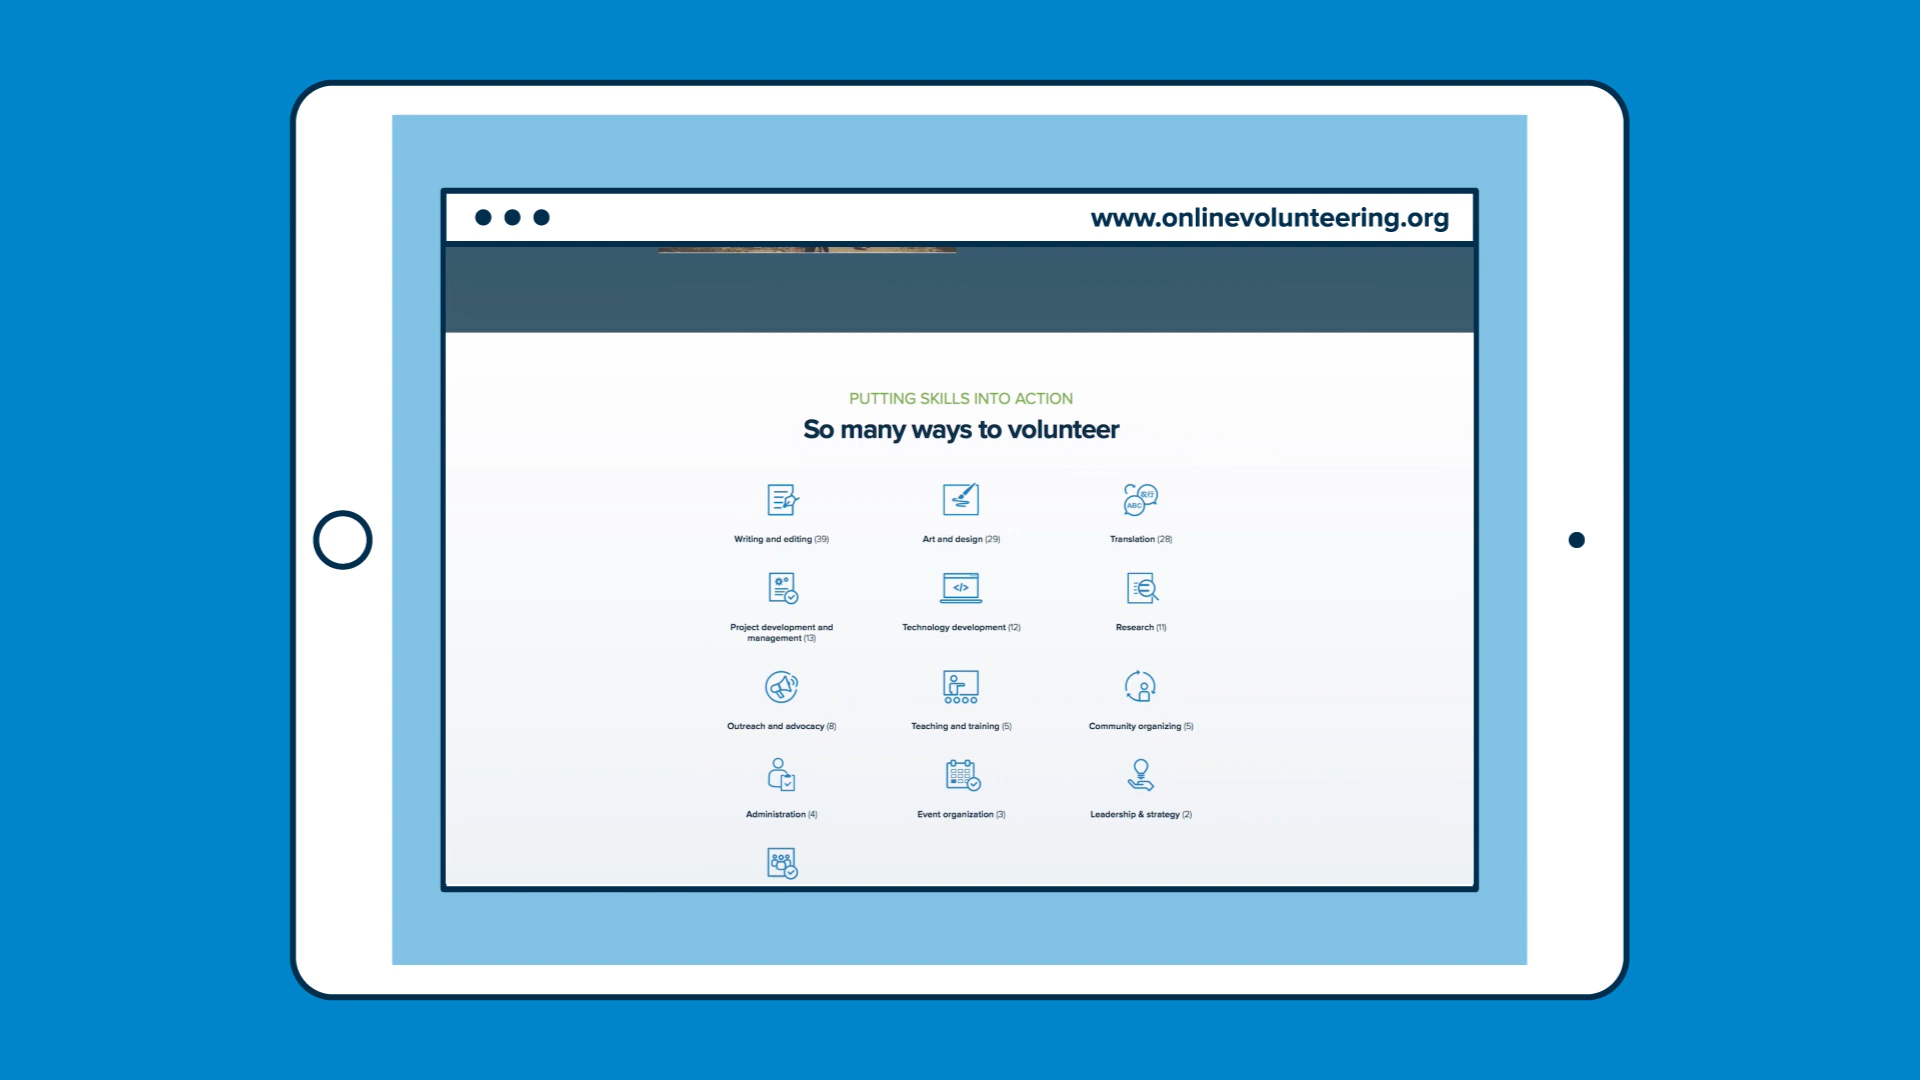 www.onlinevolunteering.org
PUTTING SKILLS INTO ACTION
So many ways to volunteer
Writing and editing (39)
Art and design (29)
Translation (28)
ABC
Project development and
management (13)
Technology development (12)
</>
Research (11)
Outreach and advocacy (8)
Teaching and training (5)
Community organizing (5)
Administration (4)
Event organization (3)
Leadership & strategy (2)